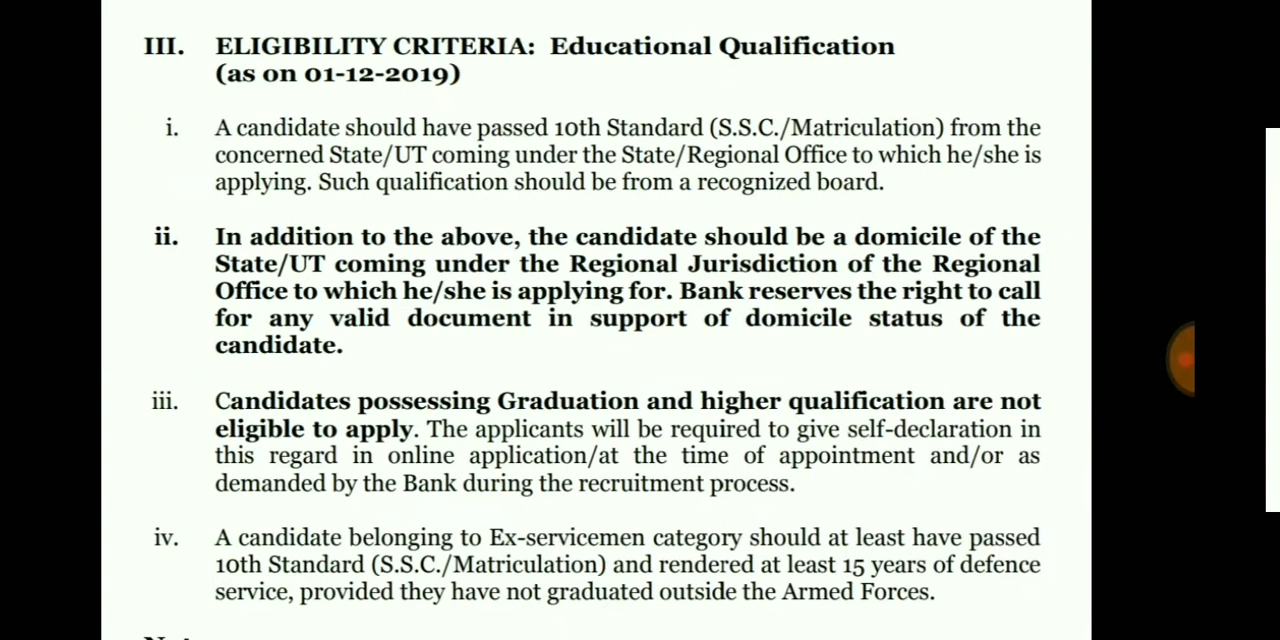 III. ELIGIBILITY CRITERIA: Educational Qualification
(as on 01-12-2019)
i. A candidate should have passed 10th Standard (S.S.C./Matriculation) from the
concerned State/UT coming under the State/Regional Office to which he/she is
applying. Such qualification should be from a recognized board.
ii. In addition to the above, the candidate should be a domicile of the
State/UT coming under the Regional Jurisdiction of the Regional
Office to which he/she is applying for. Bank reserves the right to call
for any valid document in support of domicile status of the
candidate.
iii. Candidates possessing Graduation and higher qualification are not
eligible to apply. The applicants will be required to give self-declaration in
this regard in online application/at the time of appointment and/or as
demanded by the Bank during the recruitment process.
iv. A candidate belonging to Ex-servicemen category should at least have passed
10th Standard (S.S.C./Matriculation) and rendered at least 15 years of defence
service, provided they have not graduated outside the Armed Forces.